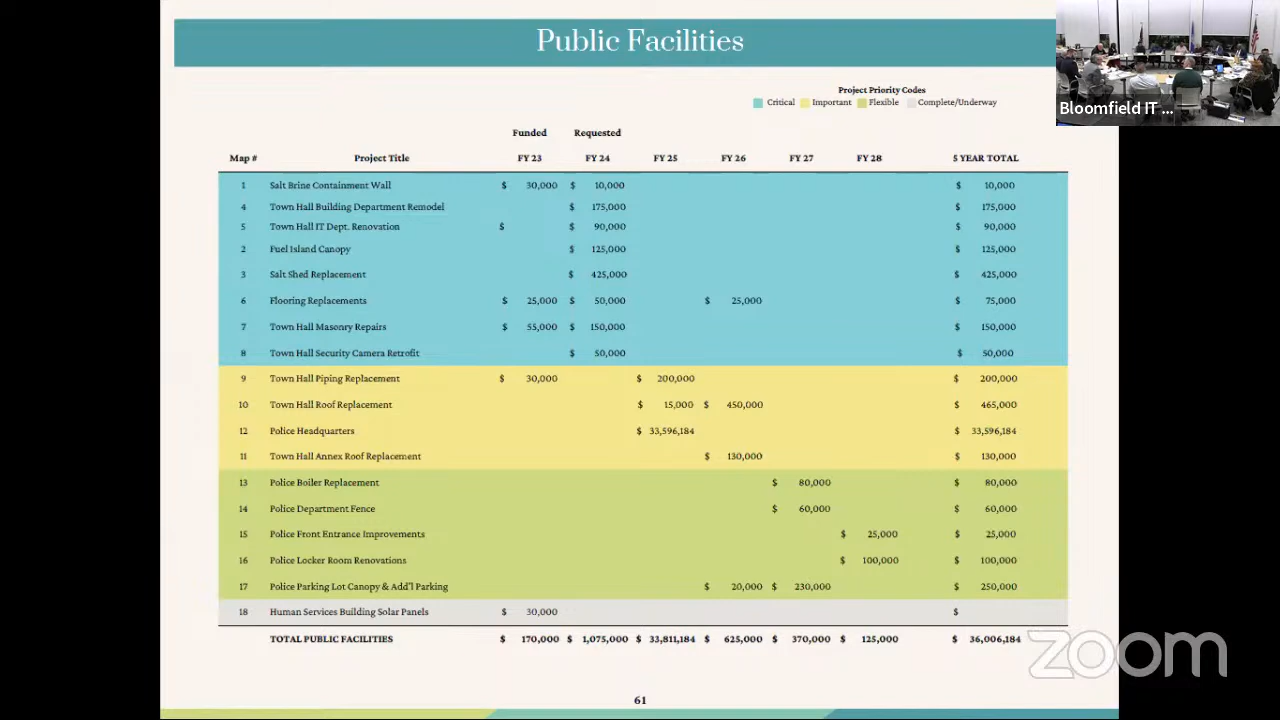 Public Facilities
Bloomfield IT ...
Project Priority Codes
Critical Important Flexible Complete/Underway
Funded Requested
Map # Project Title FY 23 FY 24 FY 25 FY 26 FY 27 FY 28 5 YEAR TOTAL
1 Salt Brine Containment Wall $ 30,000 $ 10,000 $ 10,000
4 Town Hall Building Department Remodel $ 175,000 $ 175,000
5 Town Hall IT Dept. Renovation $ $ 90,000 $ 90,000
2 Fuel Island Canopy $ 125,000 $ 125,000
3 Salt Shed Replacement $ 425,000 $ 425,000
6 Flooring Replacements $ 25,000 $ 50,000 $ 25,000 $ 75,000
7 Town Hall Masonry Repairs $ 55,000 $ 150,000 $ 150,000
8 Town Hall Security Camera Retrofit $ 50,000 $ 50,000
9 Town Hall Piping Replacement $ 30,000 $ 200,000 $ 200,000
10 Town Hall Roof Replacement $ 15,000 $ 450,000 $ 465,000
12 Police Headquarters $ 33,596,184 $ 33,596,184
11 Town Hall Annex Roof Replacement $ 130,000 $ 130,000
13 Police Boiler Replacement $ 80,000 $ 80,000
14 Police Department Fence $ 60,000 $ 60,000
15 Police Front Entrance Improvements $ 25,000 $ 25,000
16 Police Locker Room Renovations $ 100,000 $ 100,000
17 Police Parking Lot Canopy & Add'l Parking $ 20,000 $ 230,000 $ 250,000
18 Human Services Building Solar Panels $ 30,000 $
TOTAL PUBLIC FACILITIES $ 170,000 $ 1,075,000 $ 33,811,184 $ 625,000 $ 370,000 $ 125,000 $ 36,006,184
zoom
61